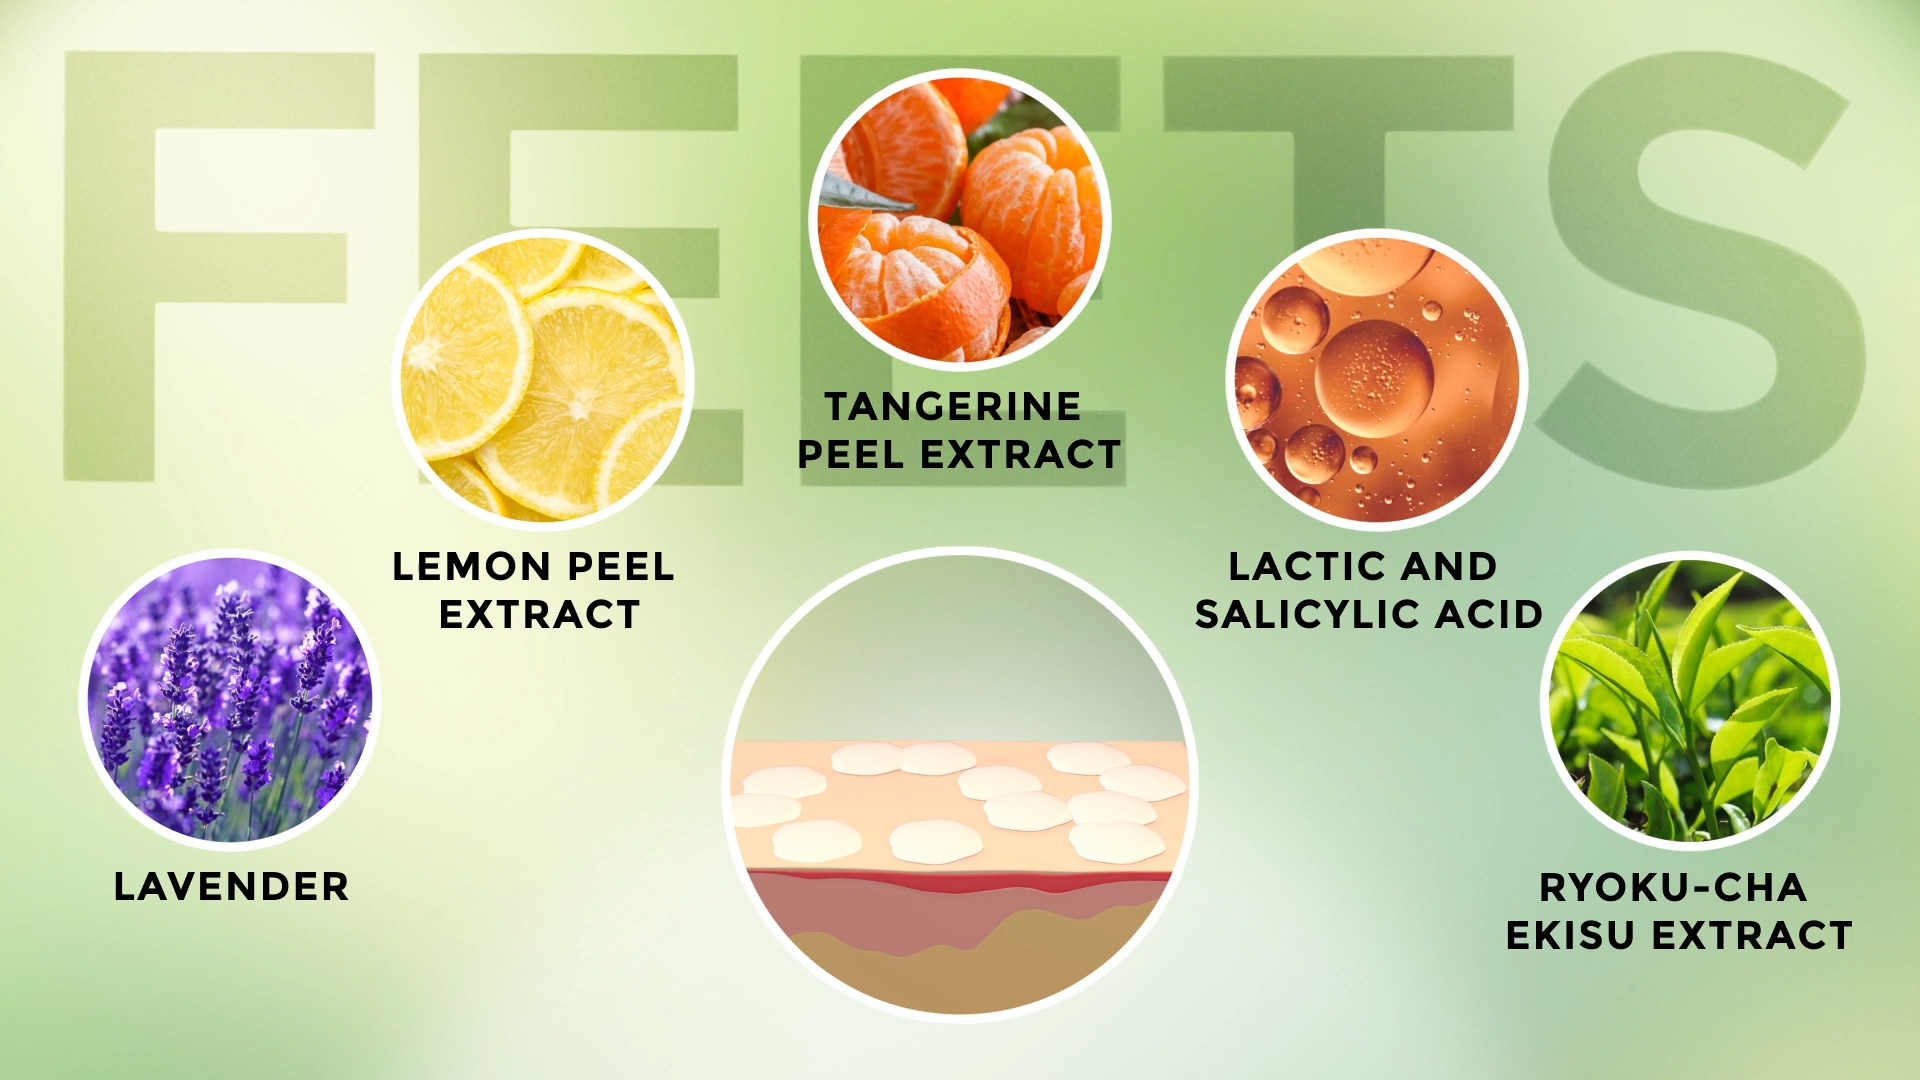 FEETS
TANGERINE
PEEL EXTRACT
LEMON PEEL
EXTRACT
LACTIC AND
SALICYLIC ACID
LAVENDER
RYOKU-CHA
EKISU EXTRACT